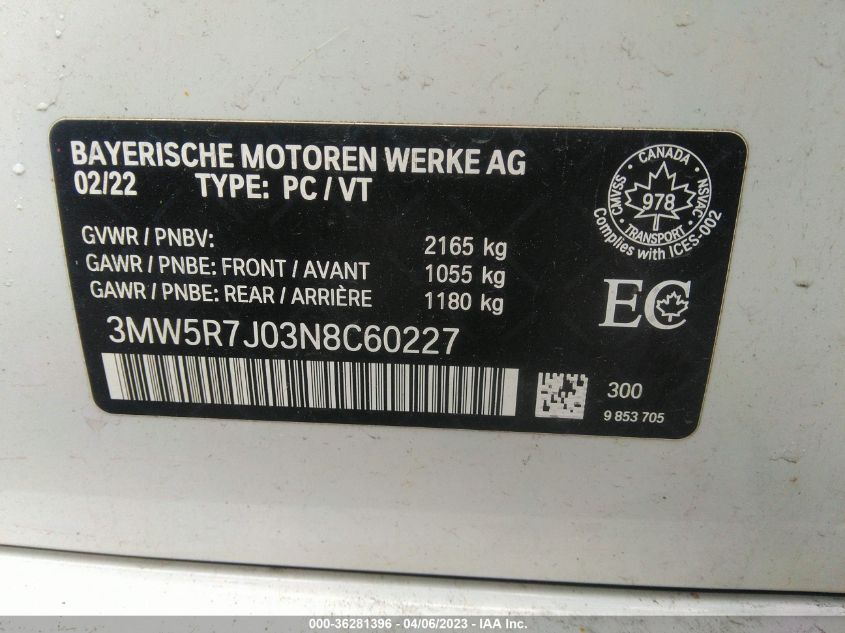 BAYERISCHE MOTOREN WERKE AG
02/22 TYPE: PC / VT
GVWR / PNBV: 2165 kg
GAWR / PNBE: FRONT / AVANT 1055 kg
GAWR / PNBE: REAR / ARRIÈRE 1180 kg
3MW5R7J03N8C60227
CANADA
CMVSS NSVAC
978
TRANSPORT
Complies with ICES-002
EC
300
9 853 705
000-36281396 - 04/06/2023 - IAA Inc.